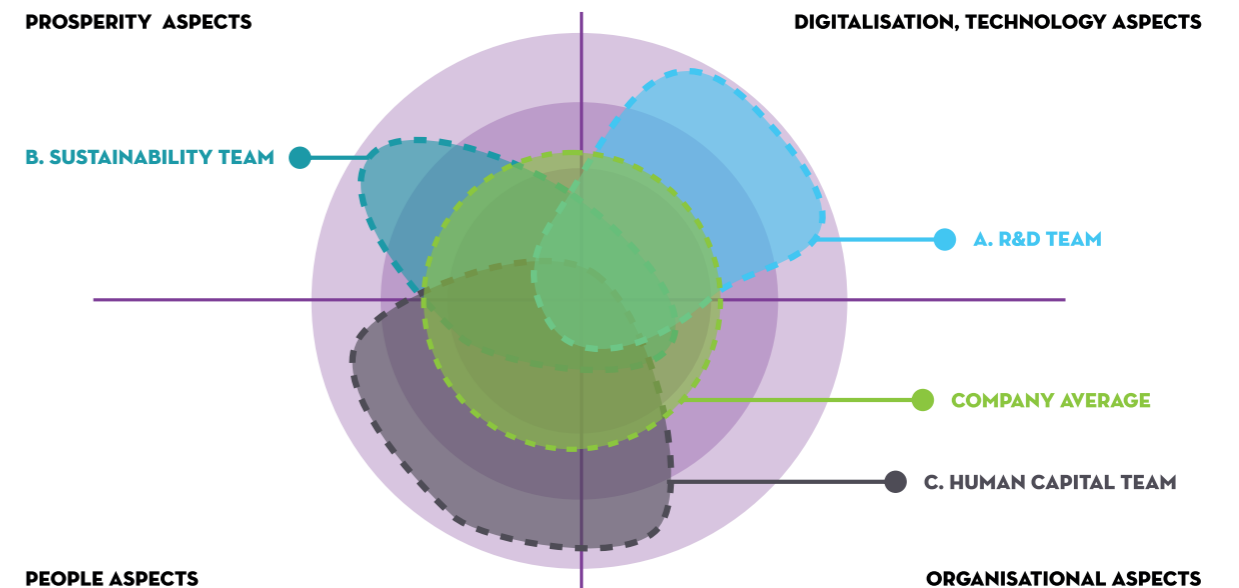 PROSPERITY ASPECTS
DIGITALISATION, TECHNOLOGY ASPECTS
B. SUSTAINABILITY TEAM
A. R&D TEAM
COMPANY AVERAGE
C. HUMAN CAPITAL TEAM
PEOPLE ASPECTS
ORGANISATIONAL ASPECTS